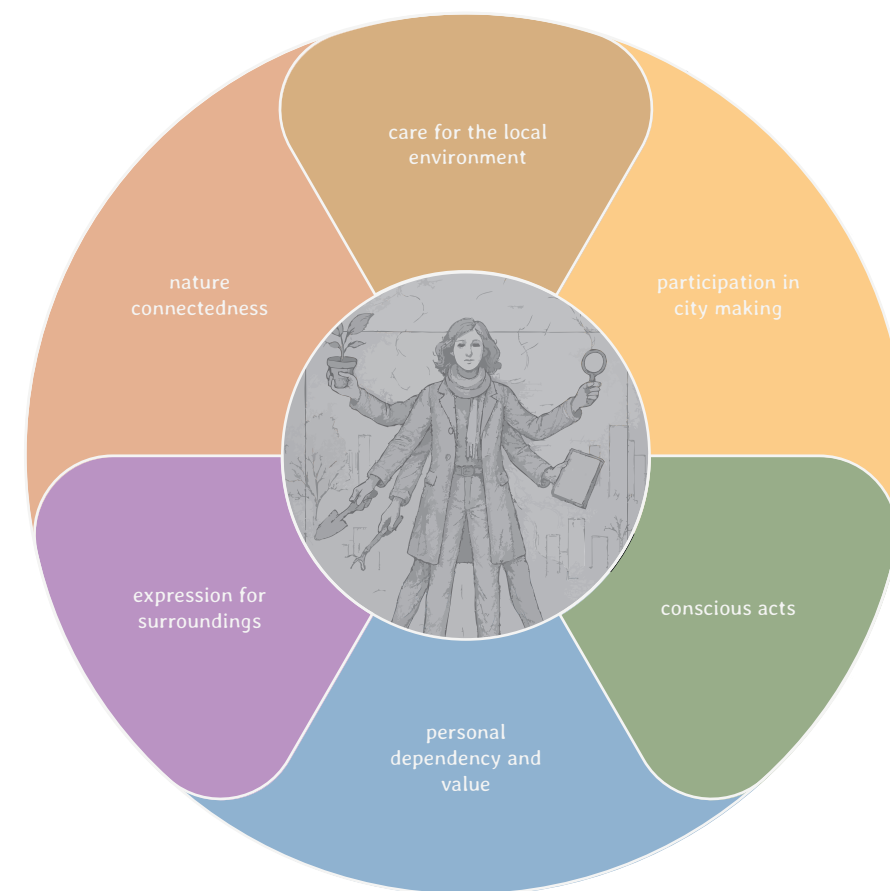 care for the local
environment
nature
connectedness
participation in
city making
expression for
surroundings
conscious acts
personal
dependency and
value